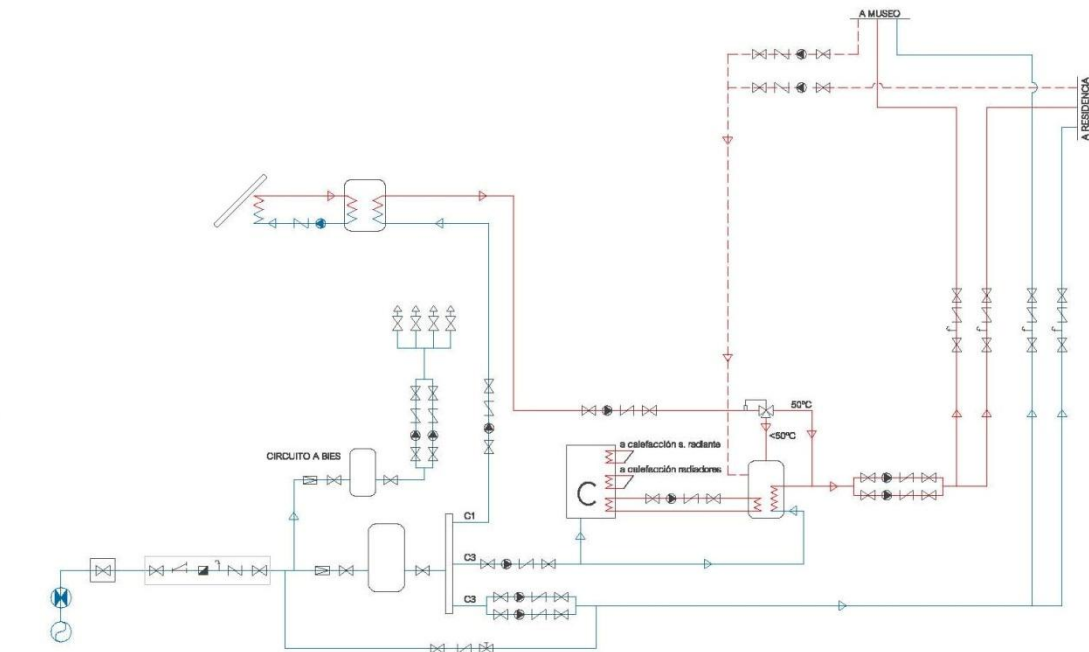 A MUSEO
A RESIDENCIA
50ºC
<50ºC
a calefacción s. radiante
a calefacción radiadores
CIRCUITO A BIES
C
C1
C3
C3